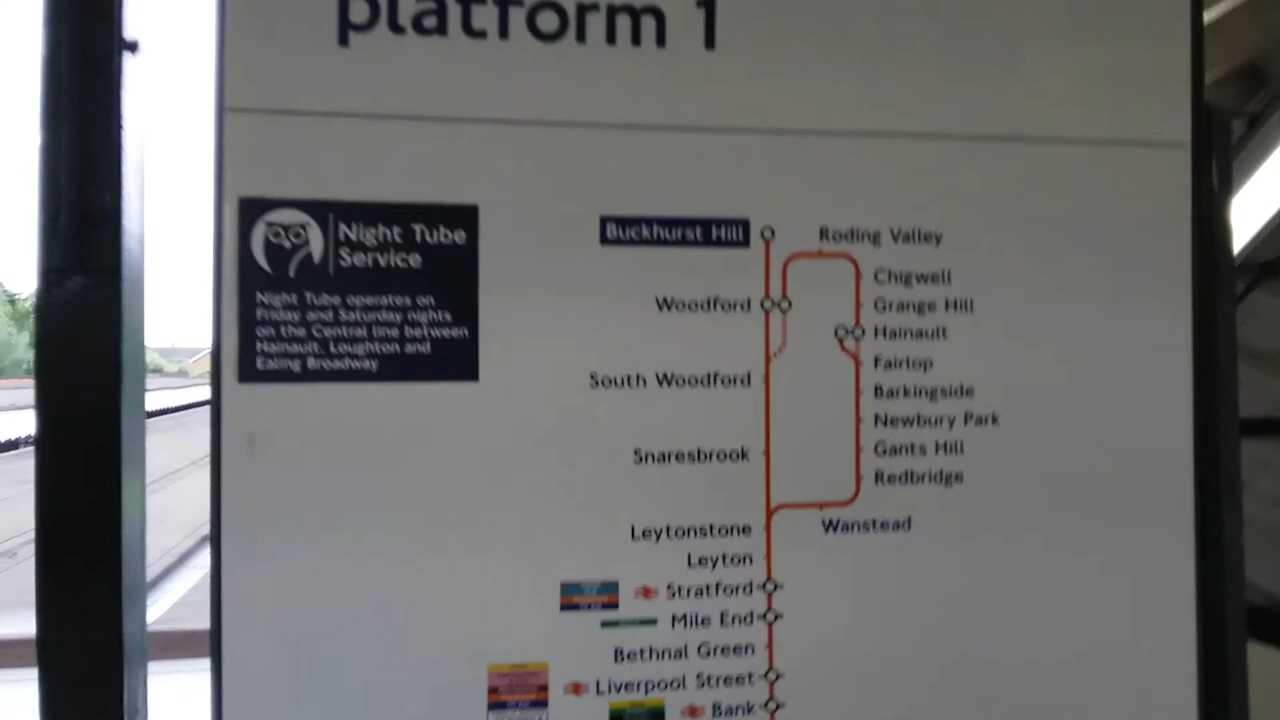 platform 1
Night Tube
Service
Night Tube operates on
Friday and Saturday nights
on the Central line between
Hainault, Loughton and
Ealing Broadway
Buckhurst Hill
Roding Valley
Chigwell
Woodford
Grange Hill
Hainault
Fairlop
South Woodford
Barkingside
Newbury Park
Snaresbrook
Gants Hill
Redbridge
Leytonstone
Wanstead
Leyton
Stratford
Mile End
Bethnal Green
Liverpool Street
Bank